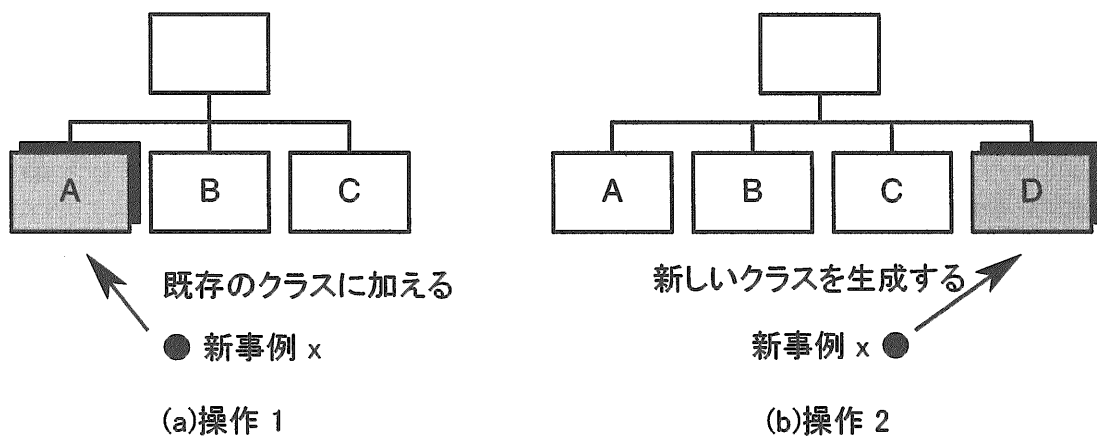 A B C
既存のクラスに加える
新事例 x
(a)操作 1
A B C D
新しいクラスを生成する
新事例 x
(b)操作 2